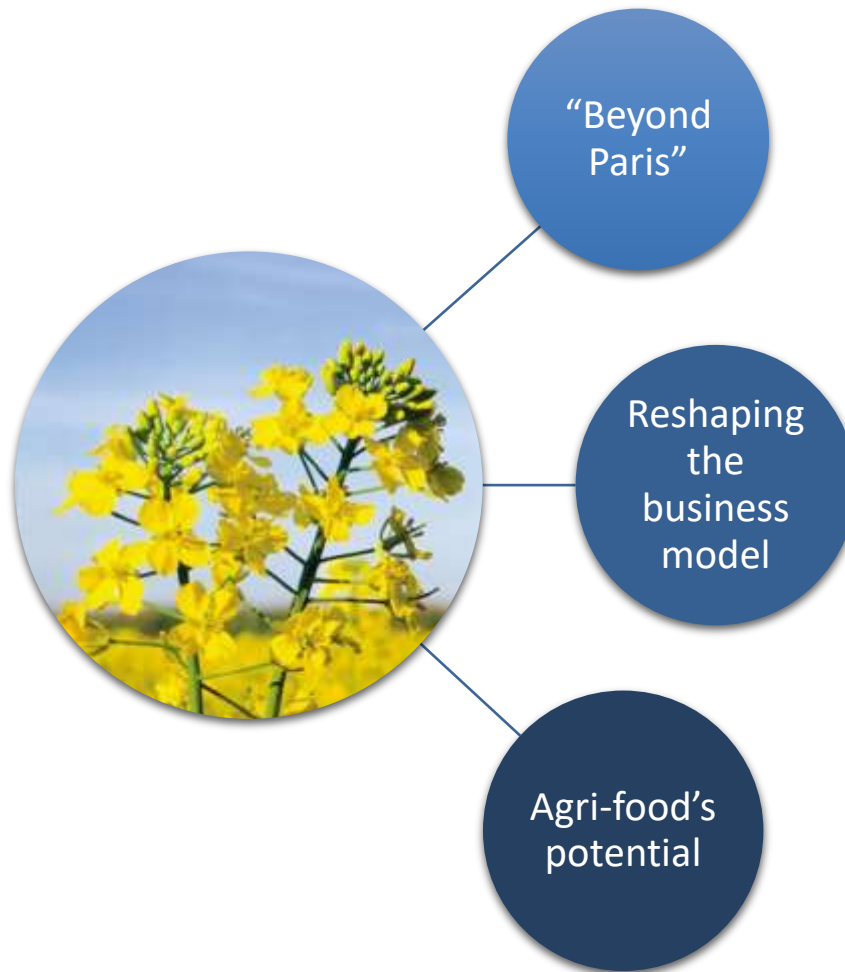 “Beyond
Paris”
Reshaping
the
business
model
Agri-food’s
potential